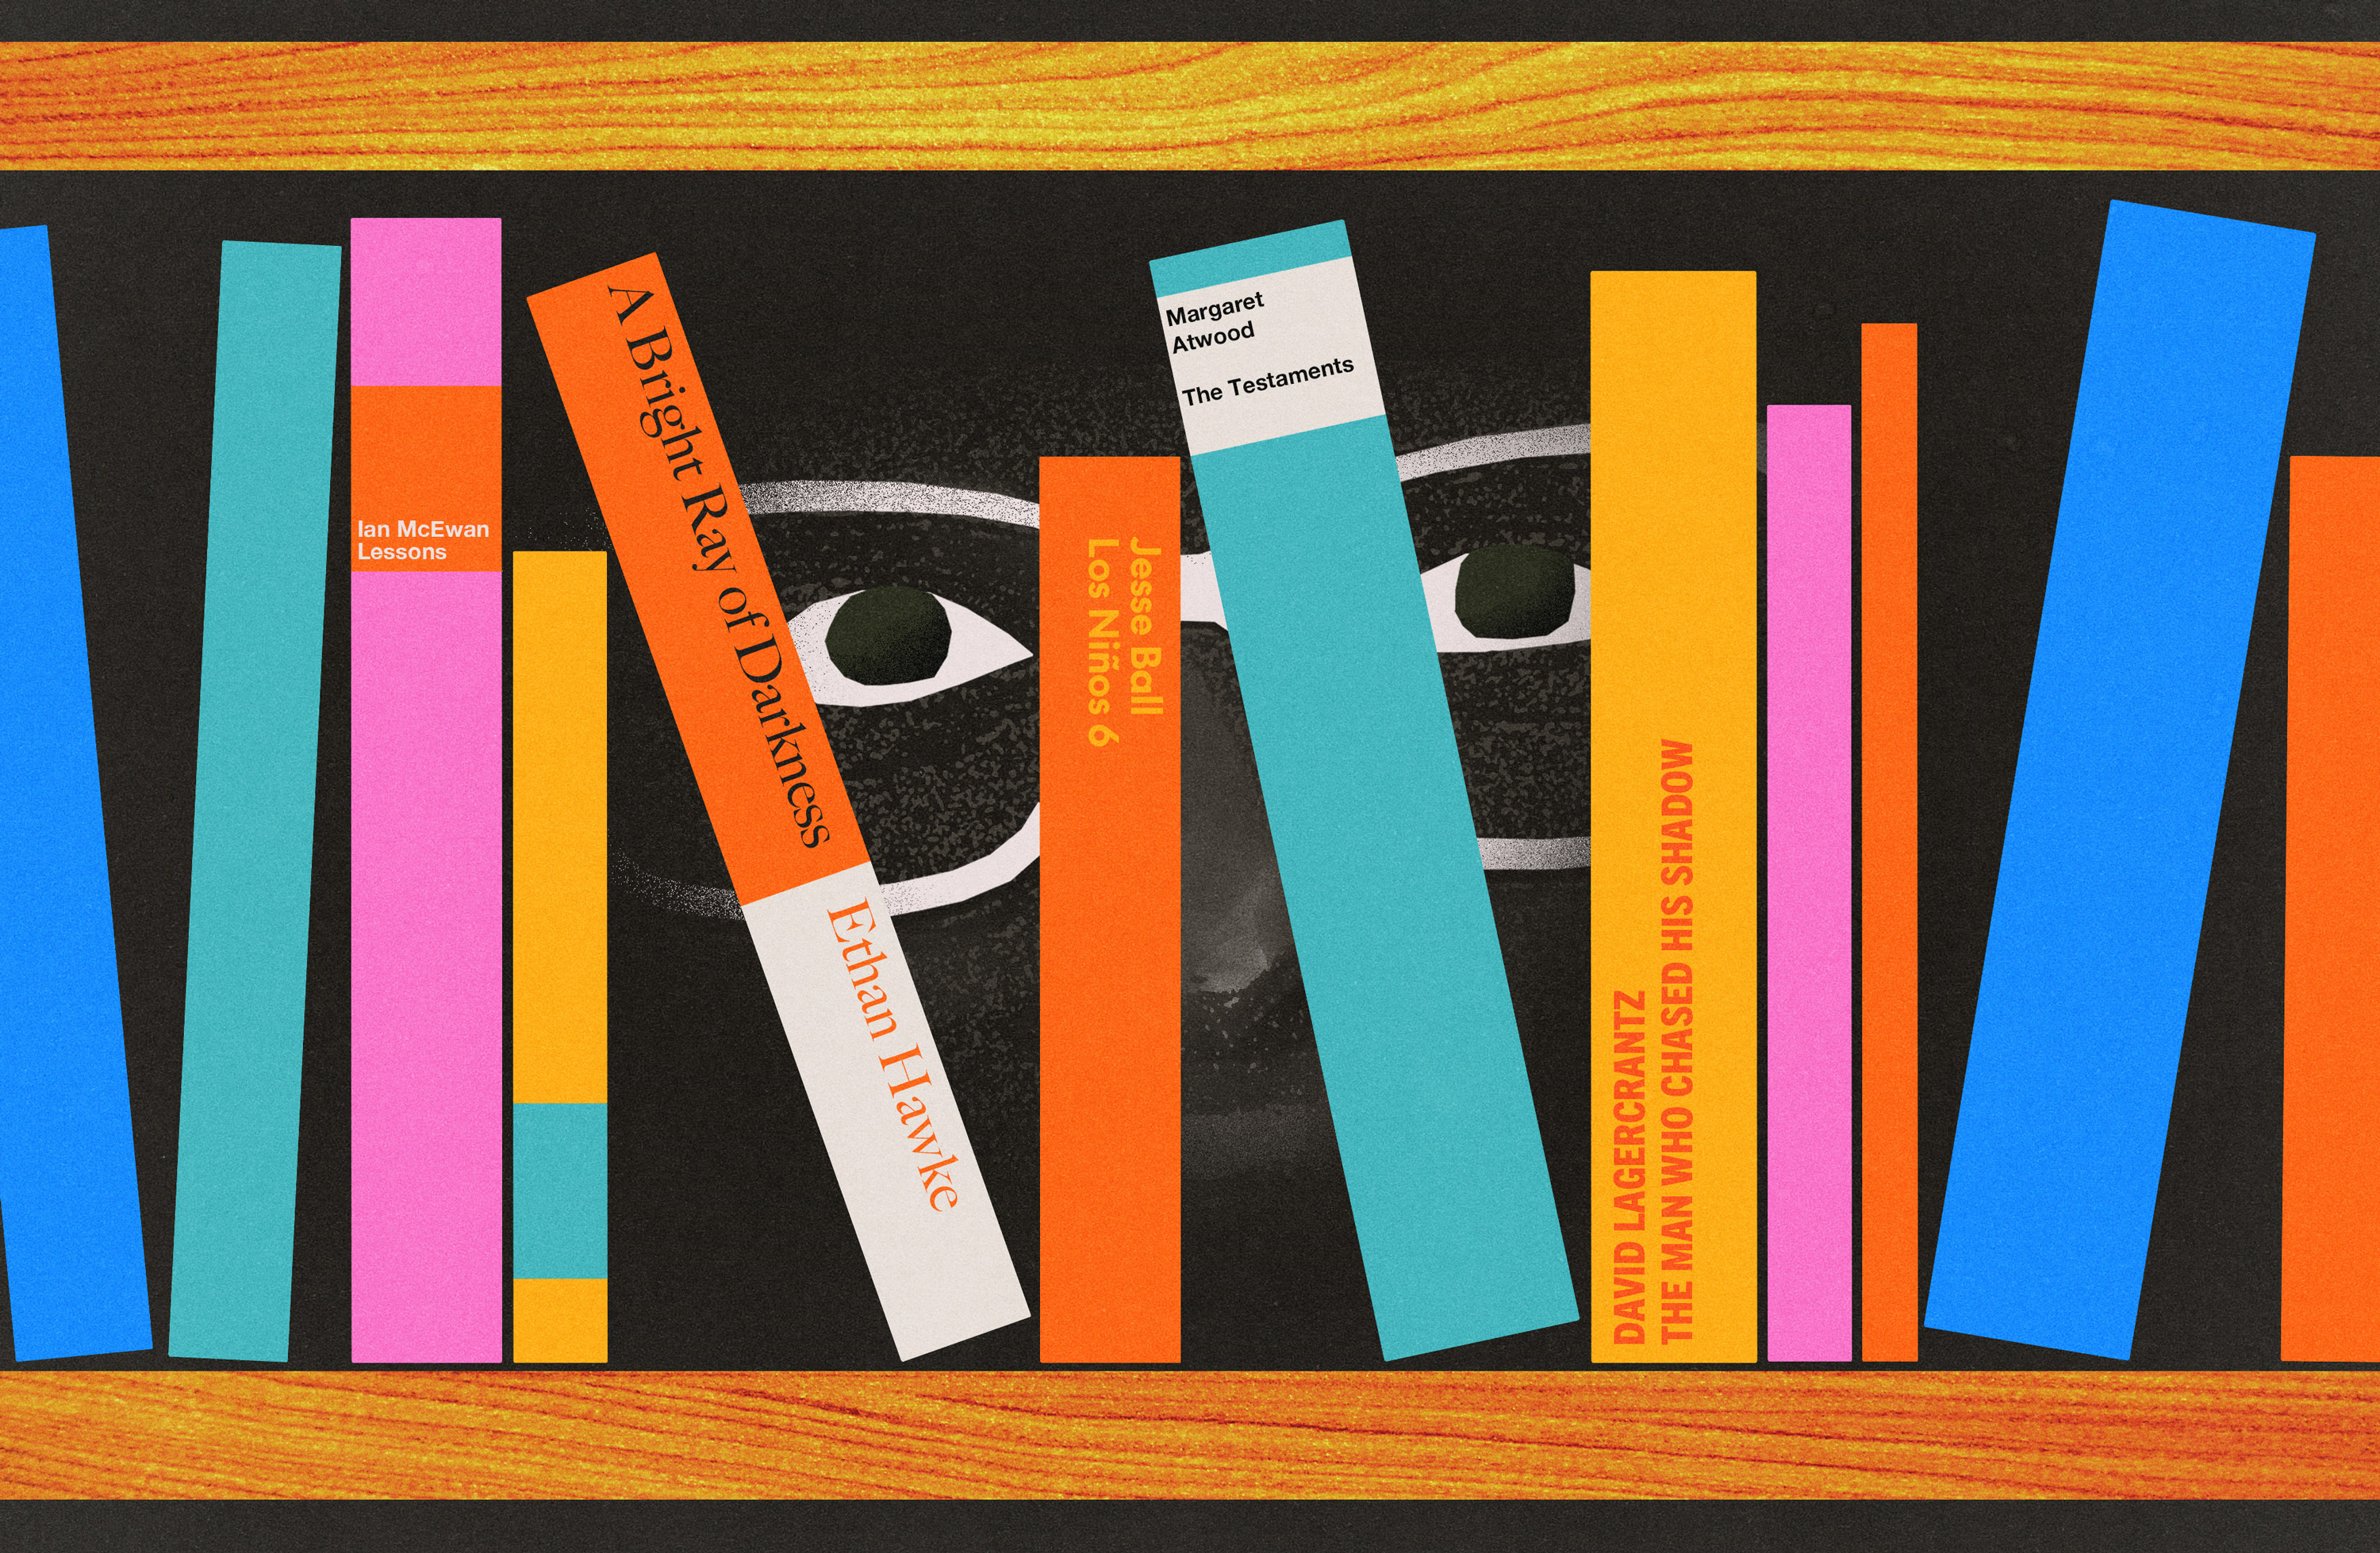 Ian McEwan
Lessons
A Bright Ray of Darkness
Ethan Hawke
Jesse Ball
Los Niños 6
Margaret
Atwood
The Testaments
DAVID LAGERCRANTZ
THE MAN WHO CHASED HIS SHADOW